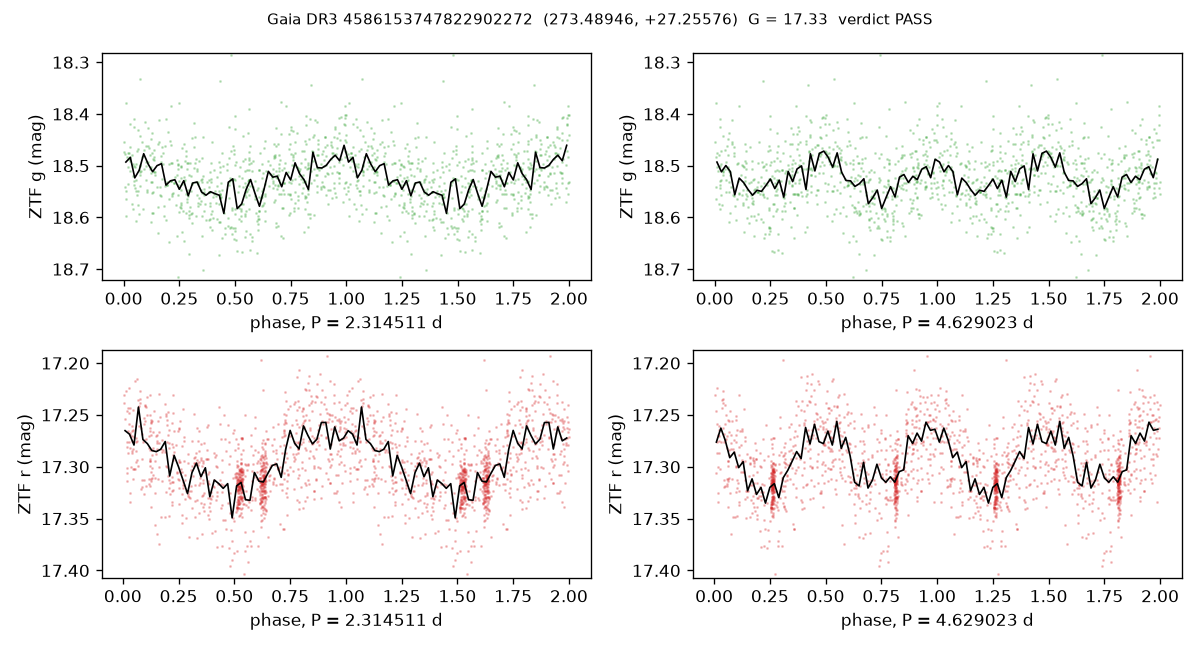 Gaia DR3 4586153747822902272  (273.48946, +27.25576)  G = 17.33  verdict PASS
ZTF g (mag)
18.3
18.4
18.5
18.6
18.7
0.00 0.25 0.50 0.75 1.00 1.25 1.50 1.75 2.00
phase, P = 2.314511 d
ZTF g (mag)
18.3
18.4
18.5
18.6
18.7
0.00 0.25 0.50 0.75 1.00 1.25 1.50 1.75 2.00
phase, P = 4.629023 d
ZTF r (mag)
17.20
17.25
17.30
17.35
17.40
0.00 0.25 0.50 0.75 1.00 1.25 1.50 1.75 2.00
phase, P = 2.314511 d
ZTF r (mag)
17.20
17.25
17.30
17.35
17.40
0.00 0.25 0.50 0.75 1.00 1.25 1.50 1.75 2.00
phase, P = 4.629023 d